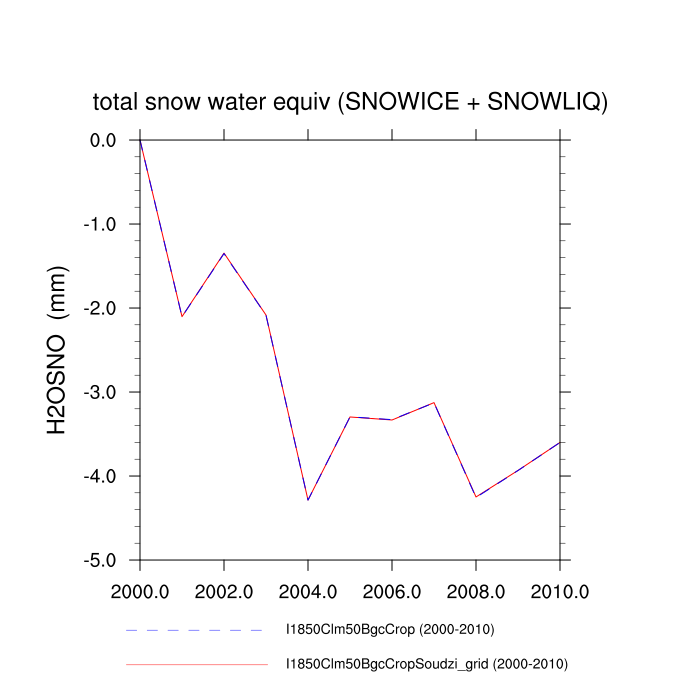 total snow water equiv (SNOWICE + SNOWLIQ)
0.0
-1.0
-2.0
-3.0
-4.0
-5.0
H2OSNO (mm)
2000.0 2002.0 2004.0 2006.0 2008.0 2010.0
I1850Clm50BgcCrop (2000-2010)
I1850Clm50BgcCropSoudzi_grid (2000-2010)